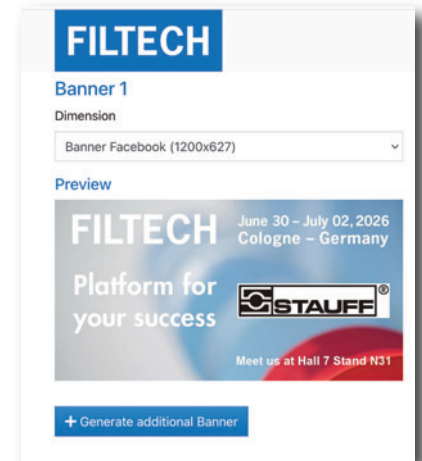 FILTECH
Banner 1
Dimension
Banner Facebook (1200x627)
Preview
FILTECH
June 30 – July 02, 2026
Cologne – Germany
Platform for
your success
STAUFF®
Meet us at Hall 7 Stand N31
+ Generate additional Banner